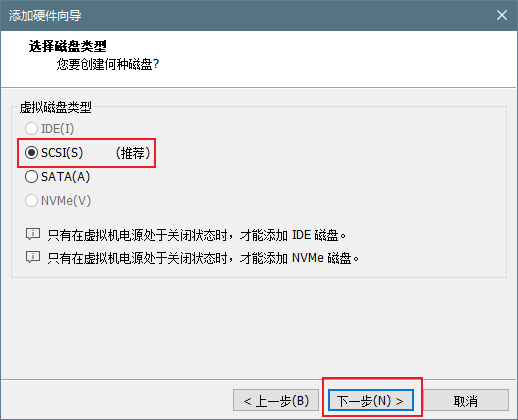 添加硬件向导
选择磁盘类型
您要创建何种磁盘?
虚拟磁盘类型
IDE(I)
SCSI(S) （推荐）
SATA(A)
NVMe(V)
只有在虚拟机电源处于关闭状态时，才能添加 IDE 磁盘。
只有在虚拟机电源处于关闭状态时，才能添加 NVMe 磁盘。
< 上一步(B) 下一步(N) > 取消